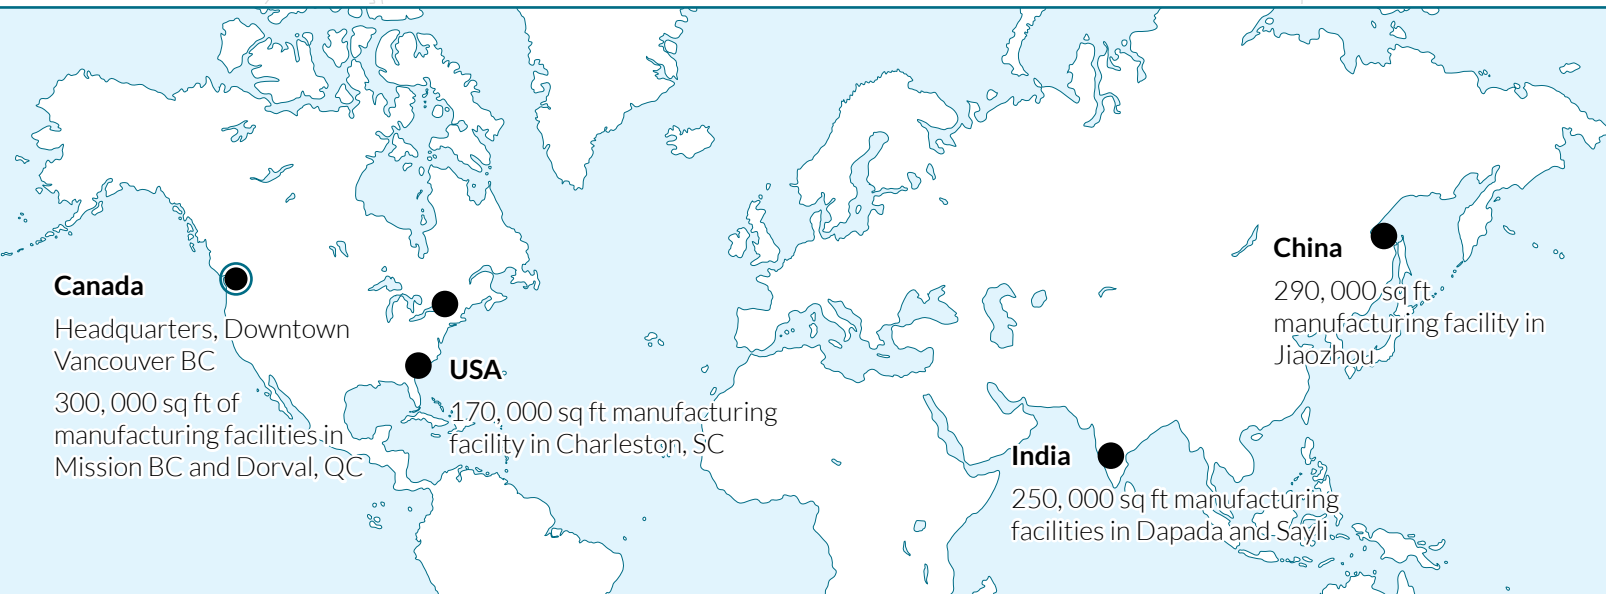 Canada
Headquarters, Downtown
Vancouver BC
300, 000 sq ft of
manufacturing facilities in
Mission BC and Dorval, QC
USA
170, 000 sq ft manufacturing
facility in Charleston, SC
India
250, 000 sq ft manufacturing
facilities in Dapada and Sayli
China
290, 000 sq ft
manufacturing facility in
Jiaozhou